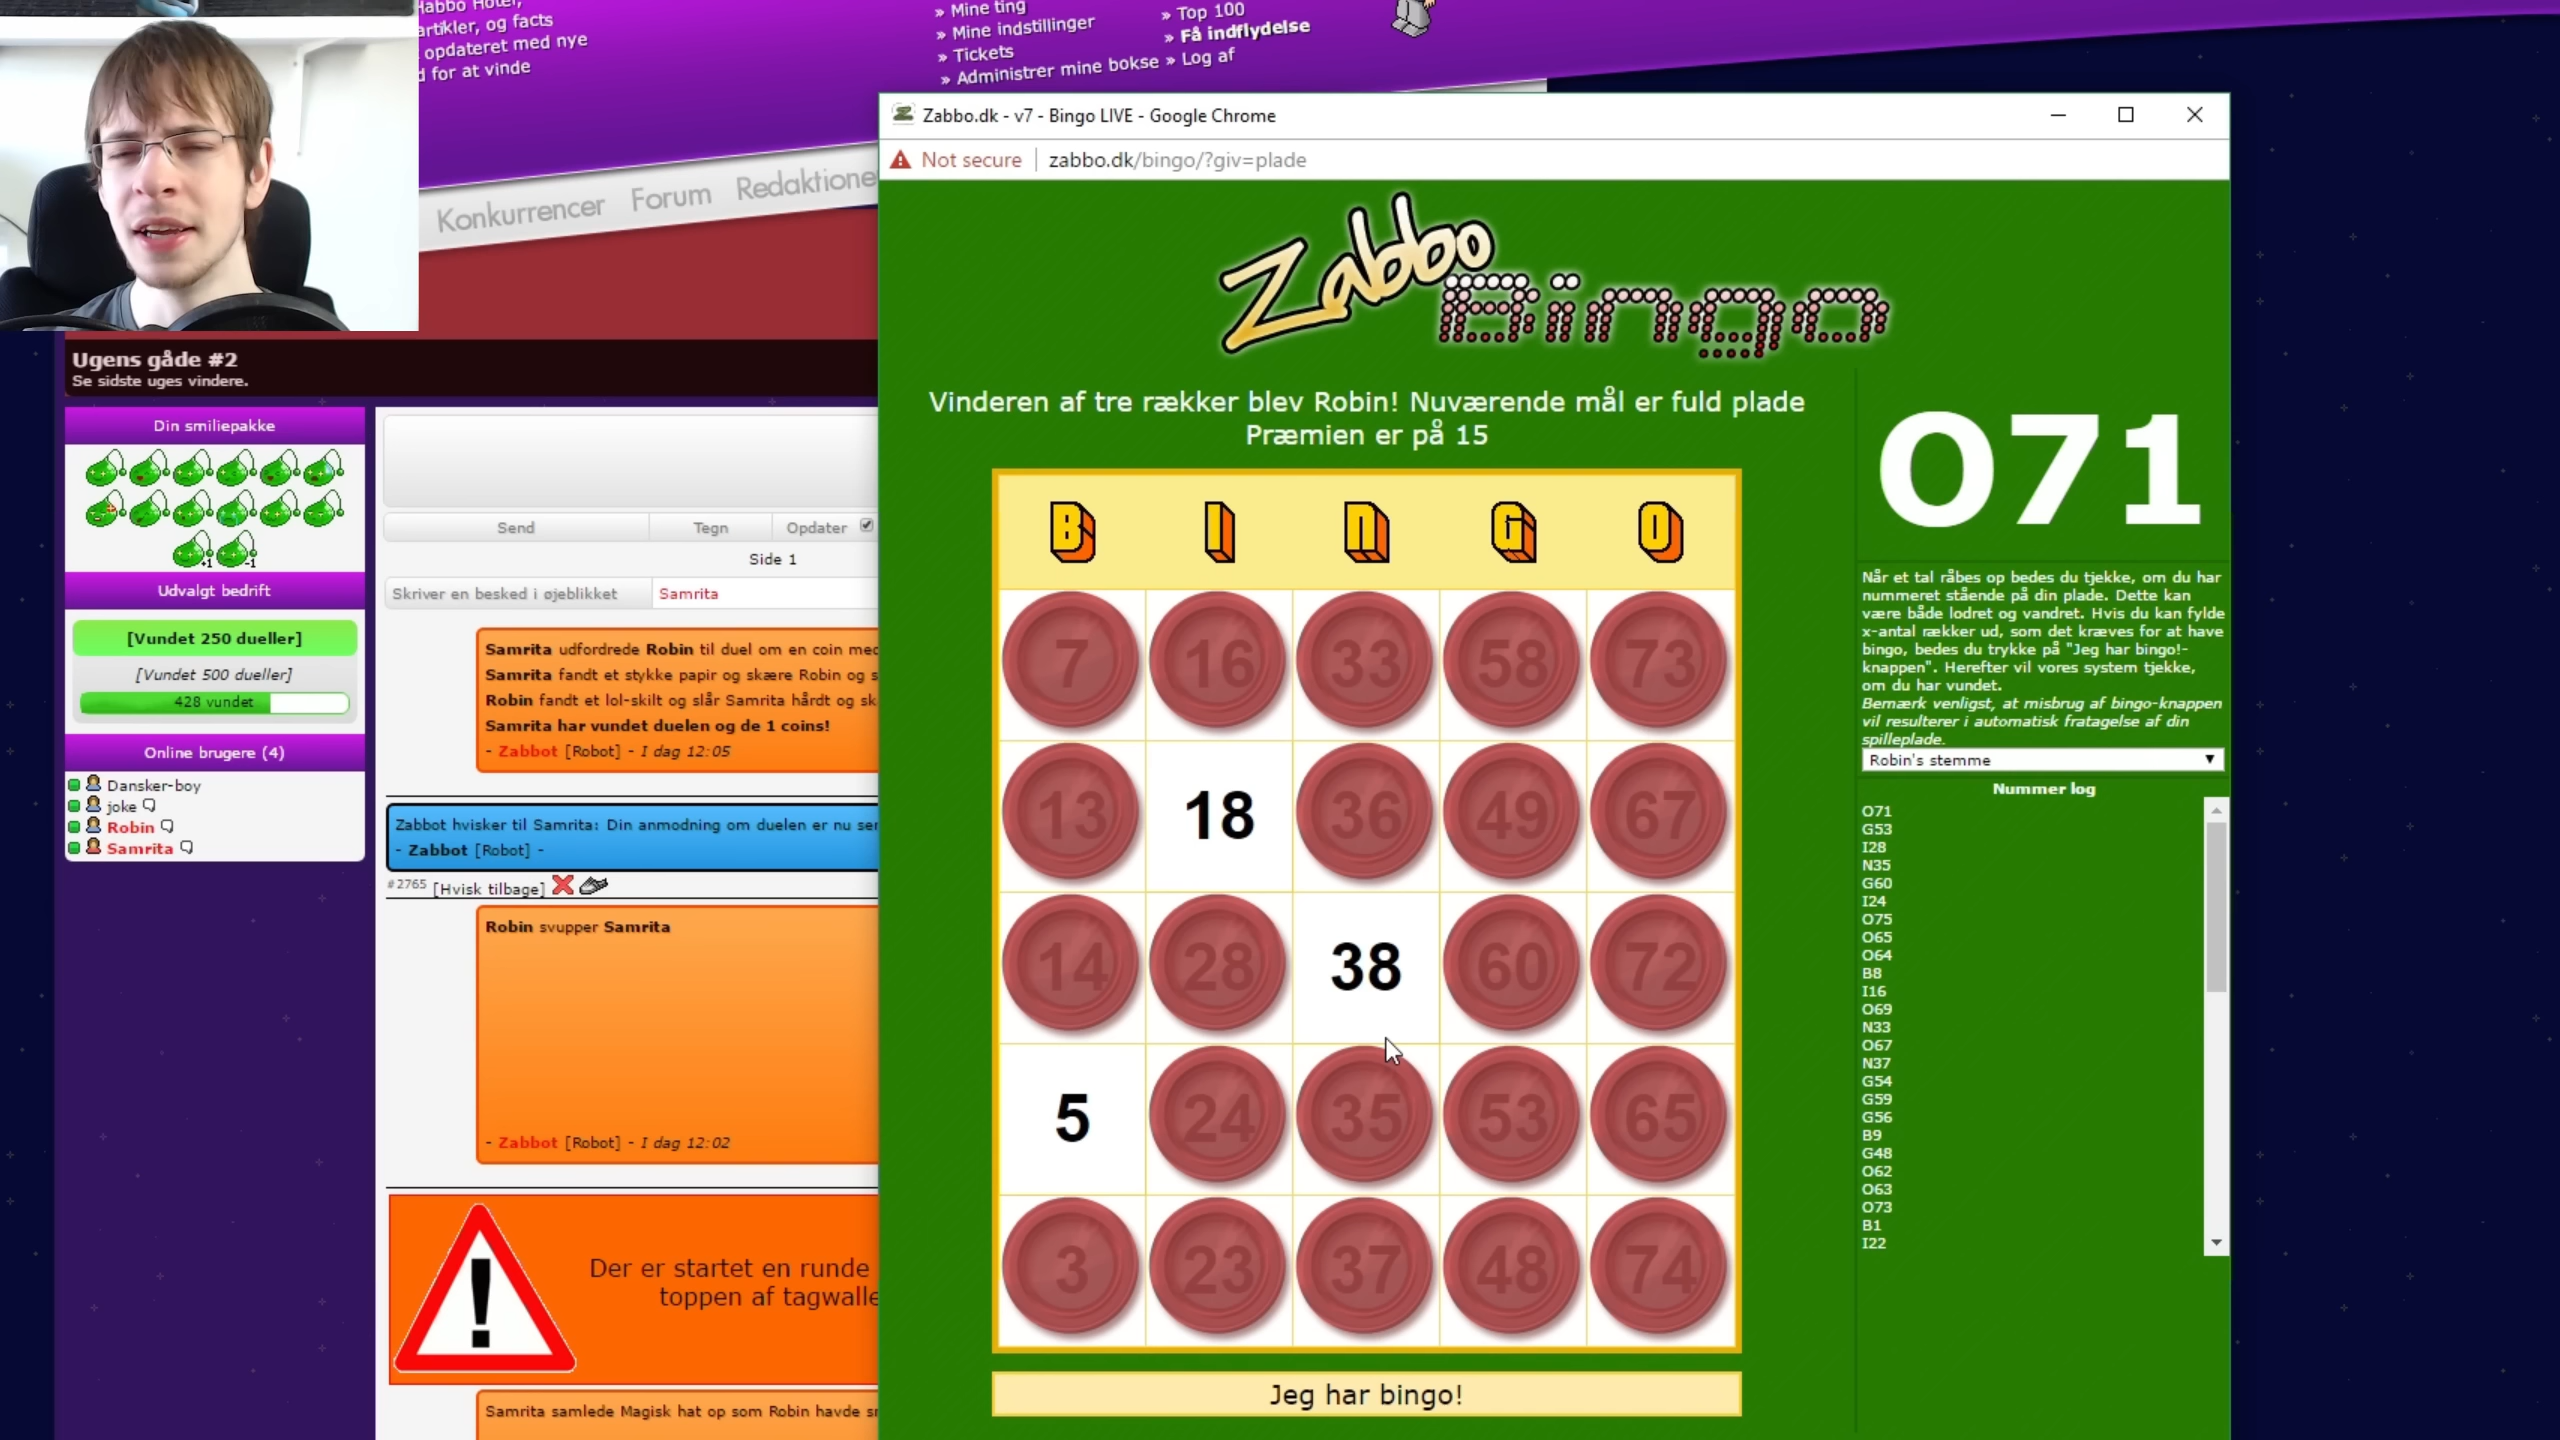 Habbo Hotel,
artikler, og facts
opdateret med nye
d for at vinde
» Mine ting
» Mine indstillinger
» Tickets
» Administrer mine bokse
» Top 100
» Få indflydelse
» Log af
Konkurrencer Forum Redaktione
Ugens gåde #2
Se sidste uges vindere.
Din smiliepakke
+1 -1
Udvalgt bedrift
[Vundet 250 dueller]
[Vundet 500 dueller]
428 vundet
Online brugere (4)
Dansker-boy
joke
Robin
Samrita
Send Tegn Opdater
Side 1
Skriver en besked i øjeblikket Samrita
Samrita udfordrede Robin til duel om en coin med
Samrita fandt et stykke papir og skære Robin og s
Robin fandt et lol-skilt og slår Samrita hårdt og sk
Samrita har vundet duelen og de 1 coins!
- Zabbot [Robot] - I dag 12:05
Zabbot hvisker til Samrita: Din anmodning om duelen er nu sen
- Zabbot [Robot] -
#2765 [Hvisk tilbage]
Robin svupper Samrita
- Zabbot [Robot] - I dag 12:02
Der er startet en runde
toppen af tagwalle
Samrita samlede Magisk hat op som Robin havde sm
Zabbo.dk - v7 - Bingo LIVE - Google Chrome
Not secure zabbo.dk/bingo/?giv=plade
Zabbo
Bingo
Vinderen af tre rækker blev Robin! Nuværende mål er fuld plade
Præmien er på 15
B I N G O
7 16 33 58 73
13 18 36 49 67
14 28 38 60 72
5 24 35 53 65
3 23 37 48 74
Jeg har bingo!
O71
Når et tal råbes op bedes du tjekke, om du har
nummeret stående på din plade. Dette kan
være både lodret og vandret. Hvis du kan fylde
x-antal rækker ud, som det kræves for at have
bingo, bedes du trykke på "Jeg har bingo!-
knappen". Herefter vil vores system tjekke,
om du har vundet.
Bemærk venligst, at misbrug af bingo-knappen
vil resulterer i automatisk fratagelse af din
spilleplade.
Robin's stemme
Nummer log
O71
G53
I28
N35
G60
I24
O75
O65
O64
B8
I16
O69
N33
O67
N37
G54
G59
G56
B9
G48
O62
O63
O73
B1
I22